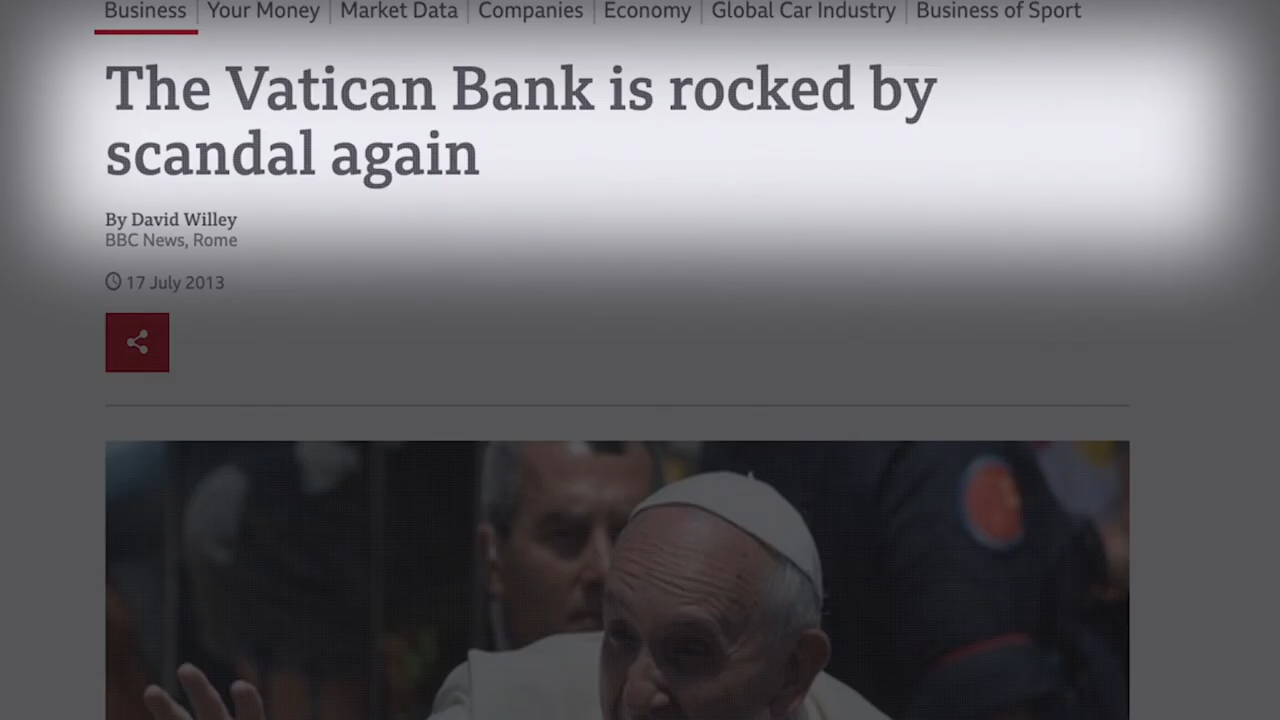 Business Your Money Market Data Companies Economy Global Car Industry Business of Sport
The Vatican Bank is rocked by
scandal again
By David Willey
BBC News, Rome
17 July 2013